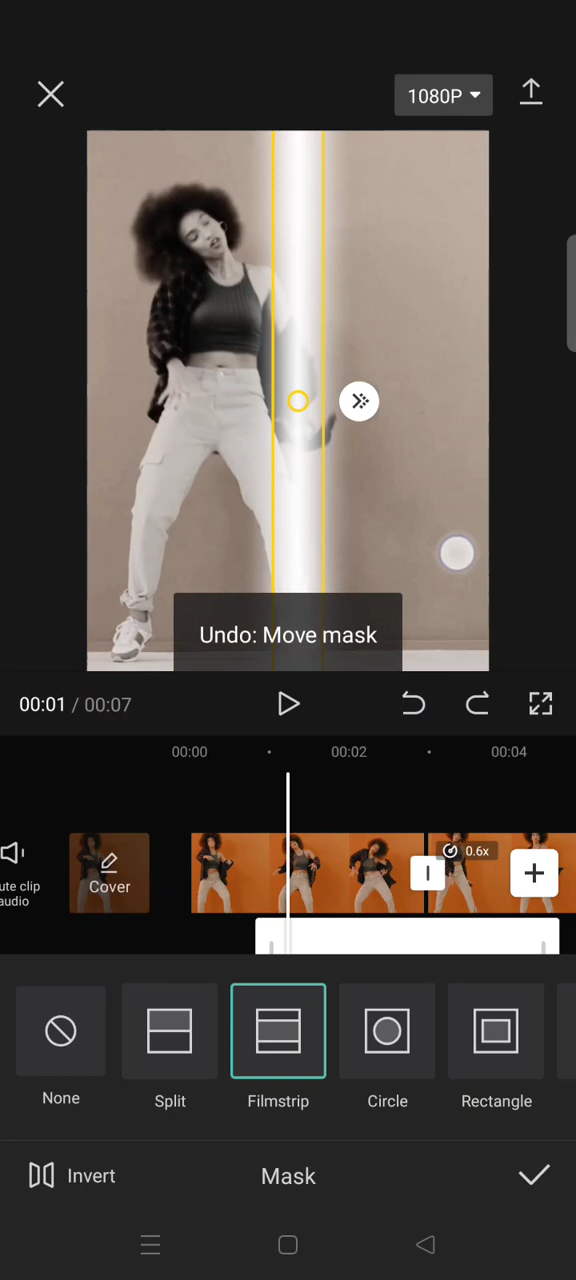 1080P
Undo: Move mask
00:01 / 00:07
00:00
00:02
00:04
0.6x
ute clip
audio
Cover
None
Split
Filmstrip
Circle
Rectangle
Invert
Mask